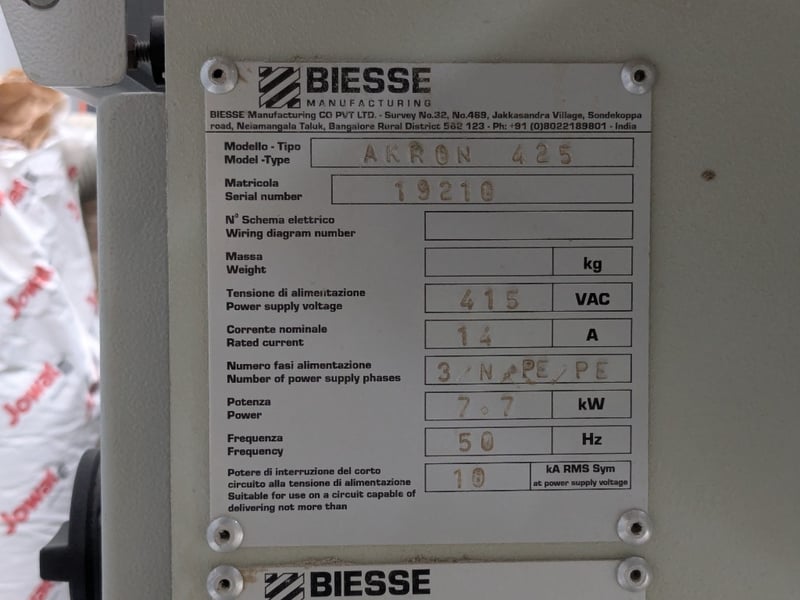 BIESSE
MANUFACTURING
BIESSE Manufacturing CO PVT LTD. - Survey No.32, No.469, Jakkasandra Village, Sondekoppa
road, Nelamangala Taluk, Bangalore Rural District 562 123 - Ph: +91 (0)8022189801 - India
Modello - Tipo
Model -Type AKRON 425
Matricola
Serial number 19210
N° Schema elettrico
Wiring diagram number
Massa
Weight kg
Tensione di alimentazione
Power supply voltage 415 VAC
Corrente nominale
Rated current 14 A
Numero fasi alimentazione
Number of power supply phases 3/N/PE/PE
Potenza
Power 7.7 kW
Frequenza
Frequency 50 Hz
Potere di interruzione del corto
circuito alla tensione di alimentazione
Suitable for use on a circuit capable of
delivering not more than
10 kA RMS Sym
at power supply voltage
BIESSE
Jowat
Jowat
Jowat
Jowat